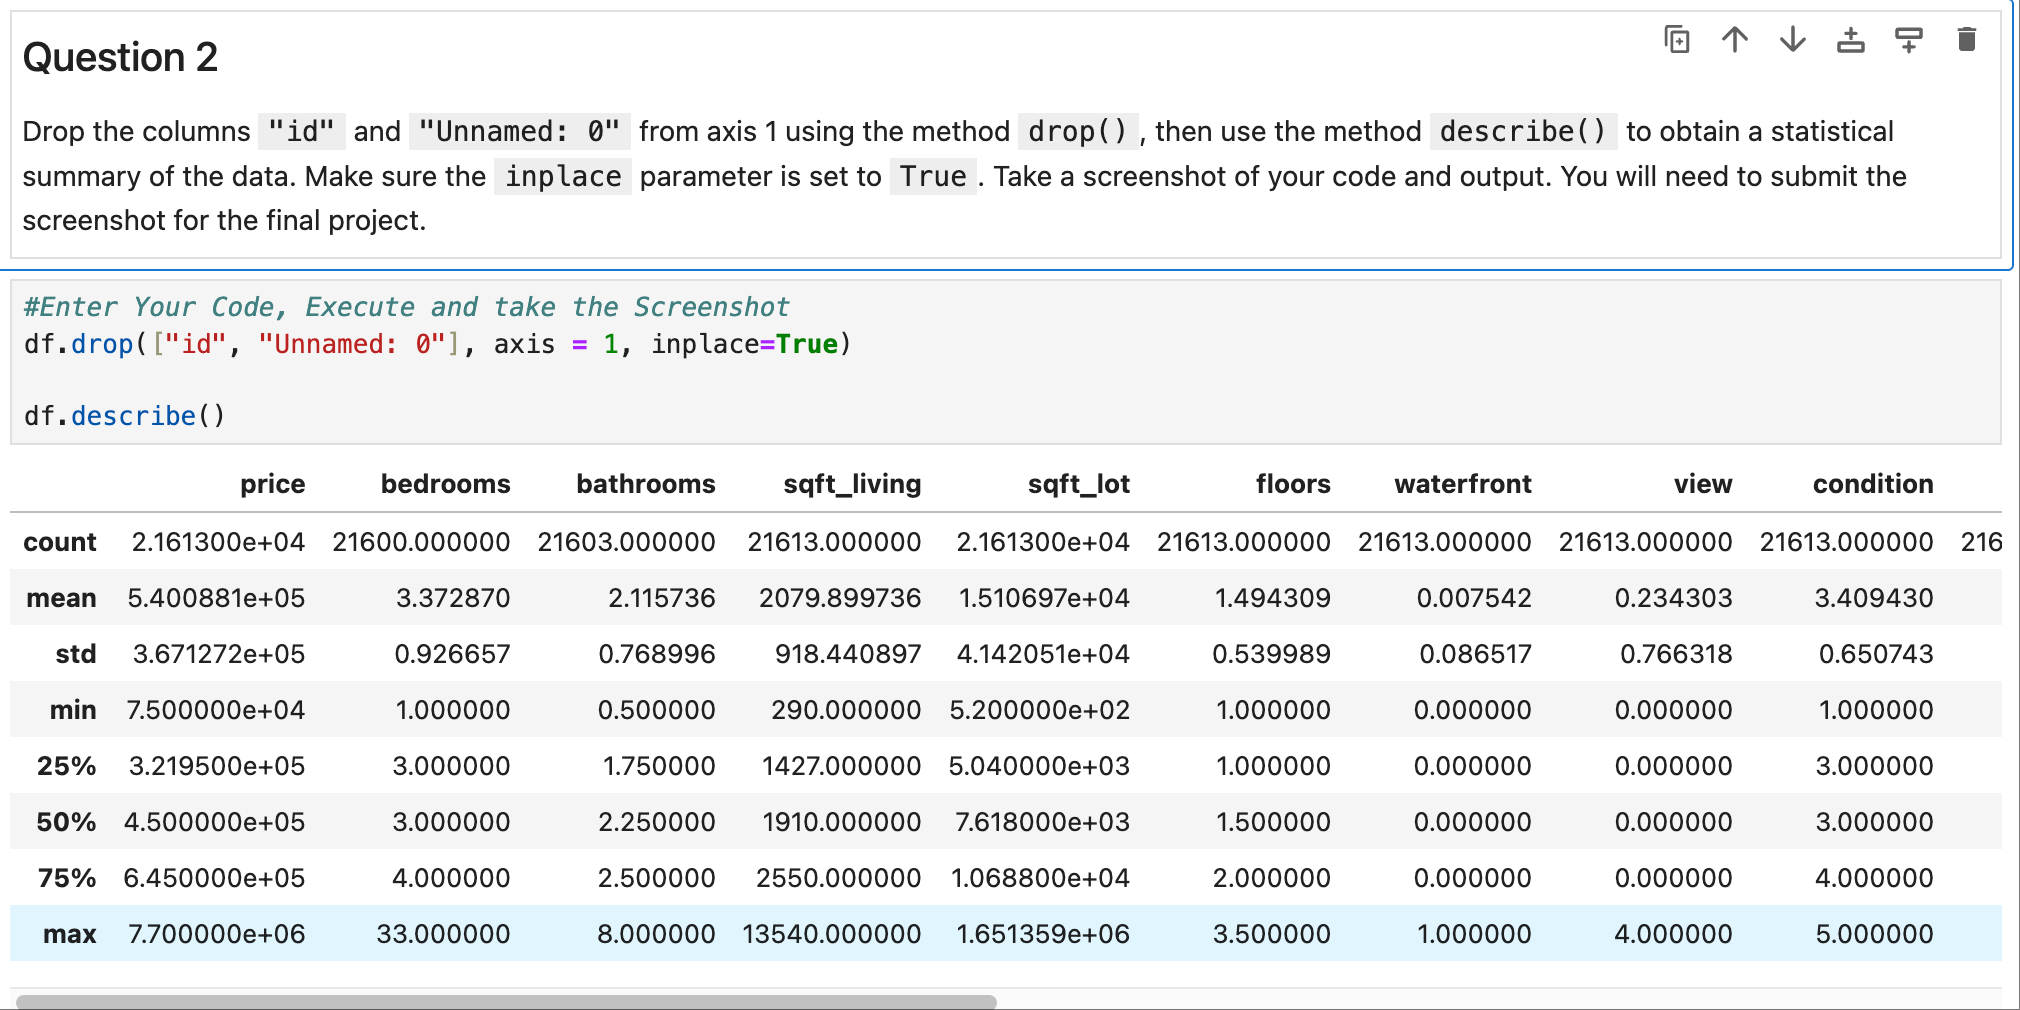 Question 2
Drop the columns "id" and "Unnamed: 0" from axis 1 using the method drop(), then use the method describe() to obtain a statistical
summary of the data. Make sure the inplace parameter is set to True. Take a screenshot of your code and output. You will need to submit the
screenshot for the final project.
#Enter Your Code, Execute and take the Screenshot
df.drop(["id", "Unnamed: 0"], axis = 1, inplace=True)
df.describe()
price bedrooms bathrooms sqft_living sqft_lot floors waterfront view condition
count 2.161300e+04 21600.000000 21603.000000 21613.000000 2.161300e+04 21613.000000 21613.000000 21613.000000 21613.000000 216
mean 5.400881e+05 3.372870 2.115736 2079.899736 1.510697e+04 1.494309 0.007542 0.234303 3.409430
std 3.671272e+05 0.926657 0.768996 918.440897 4.142051e+04 0.539989 0.086517 0.766318 0.650743
min 7.500000e+04 1.000000 0.500000 290.000000 5.200000e+02 1.000000 0.000000 0.000000 1.000000
25% 3.219500e+05 3.000000 1.750000 1427.000000 5.040000e+03 1.000000 0.000000 0.000000 3.000000
50% 4.500000e+05 3.000000 2.250000 1910.000000 7.618000e+03 1.500000 0.000000 0.000000 3.000000
75% 6.450000e+05 4.000000 2.500000 2550.000000 1.068800e+04 2.000000 0.000000 0.000000 4.000000
max 7.700000e+06 33.000000 8.000000 13540.000000 1.651359e+06 3.500000 1.000000 4.000000 5.000000